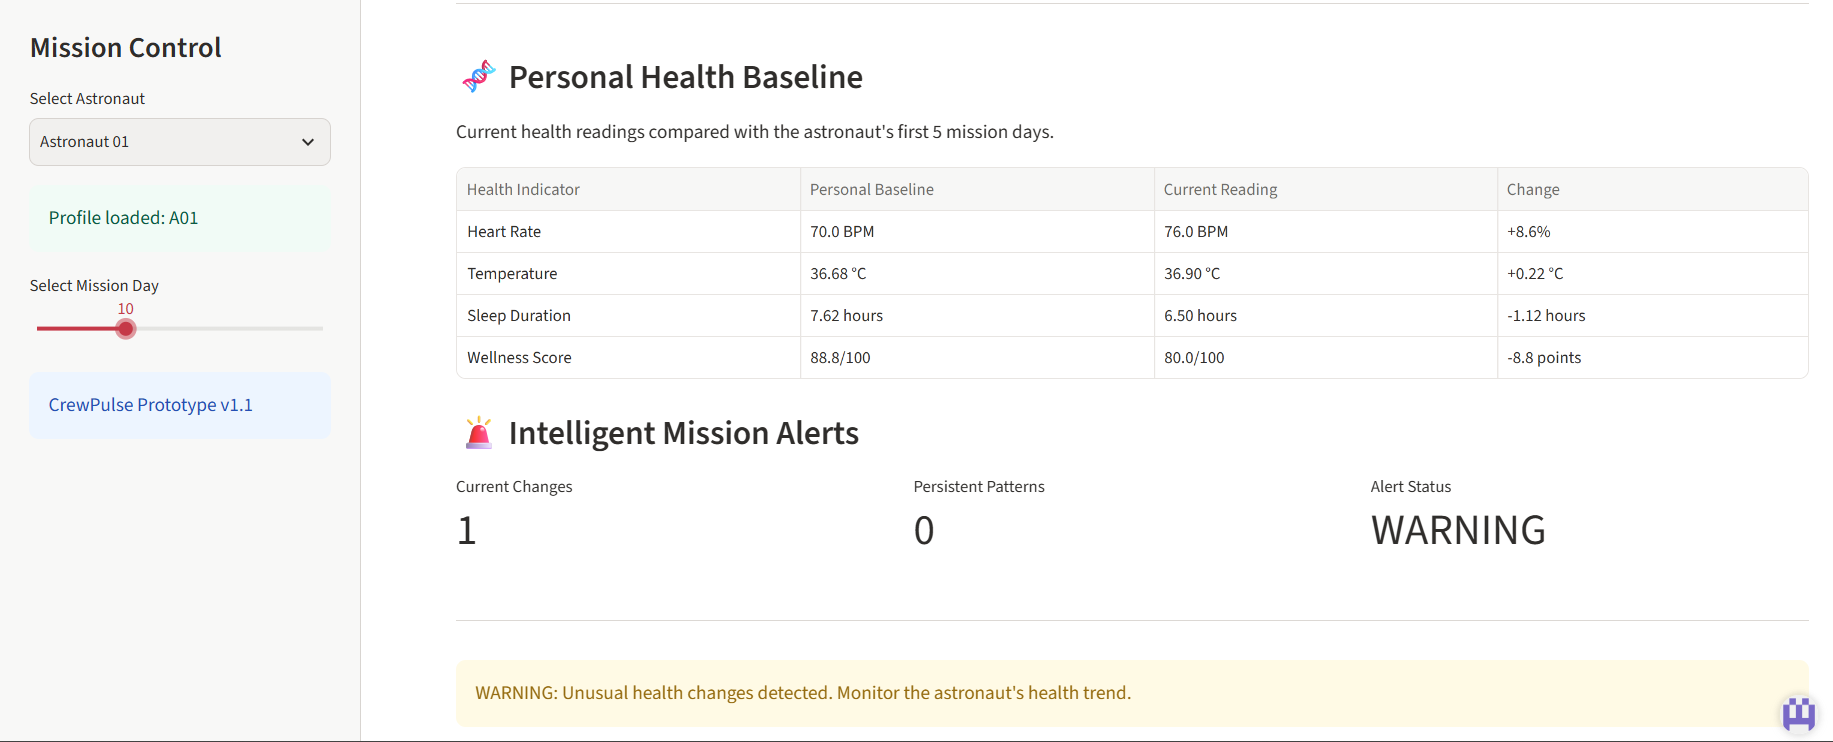 Mission Control
Select Astronaut
Astronaut 01
Profile loaded: A01
Select Mission Day
10
CrewPulse Prototype v1.1
Personal Health Baseline
Current health readings compared with the astronaut's first 5 mission days.
Health Indicator Personal Baseline Current Reading Change
Heart Rate 70.0 BPM 76.0 BPM +8.6%
Temperature 36.68 °C 36.90 °C +0.22 °C
Sleep Duration 7.62 hours 6.50 hours -1.12 hours
Wellness Score 88.8/100 80.0/100 -8.8 points
Intelligent Mission Alerts
Current Changes Persistent Patterns Alert Status
1 0 WARNING
WARNING: Unusual health changes detected. Monitor the astronaut's health trend.